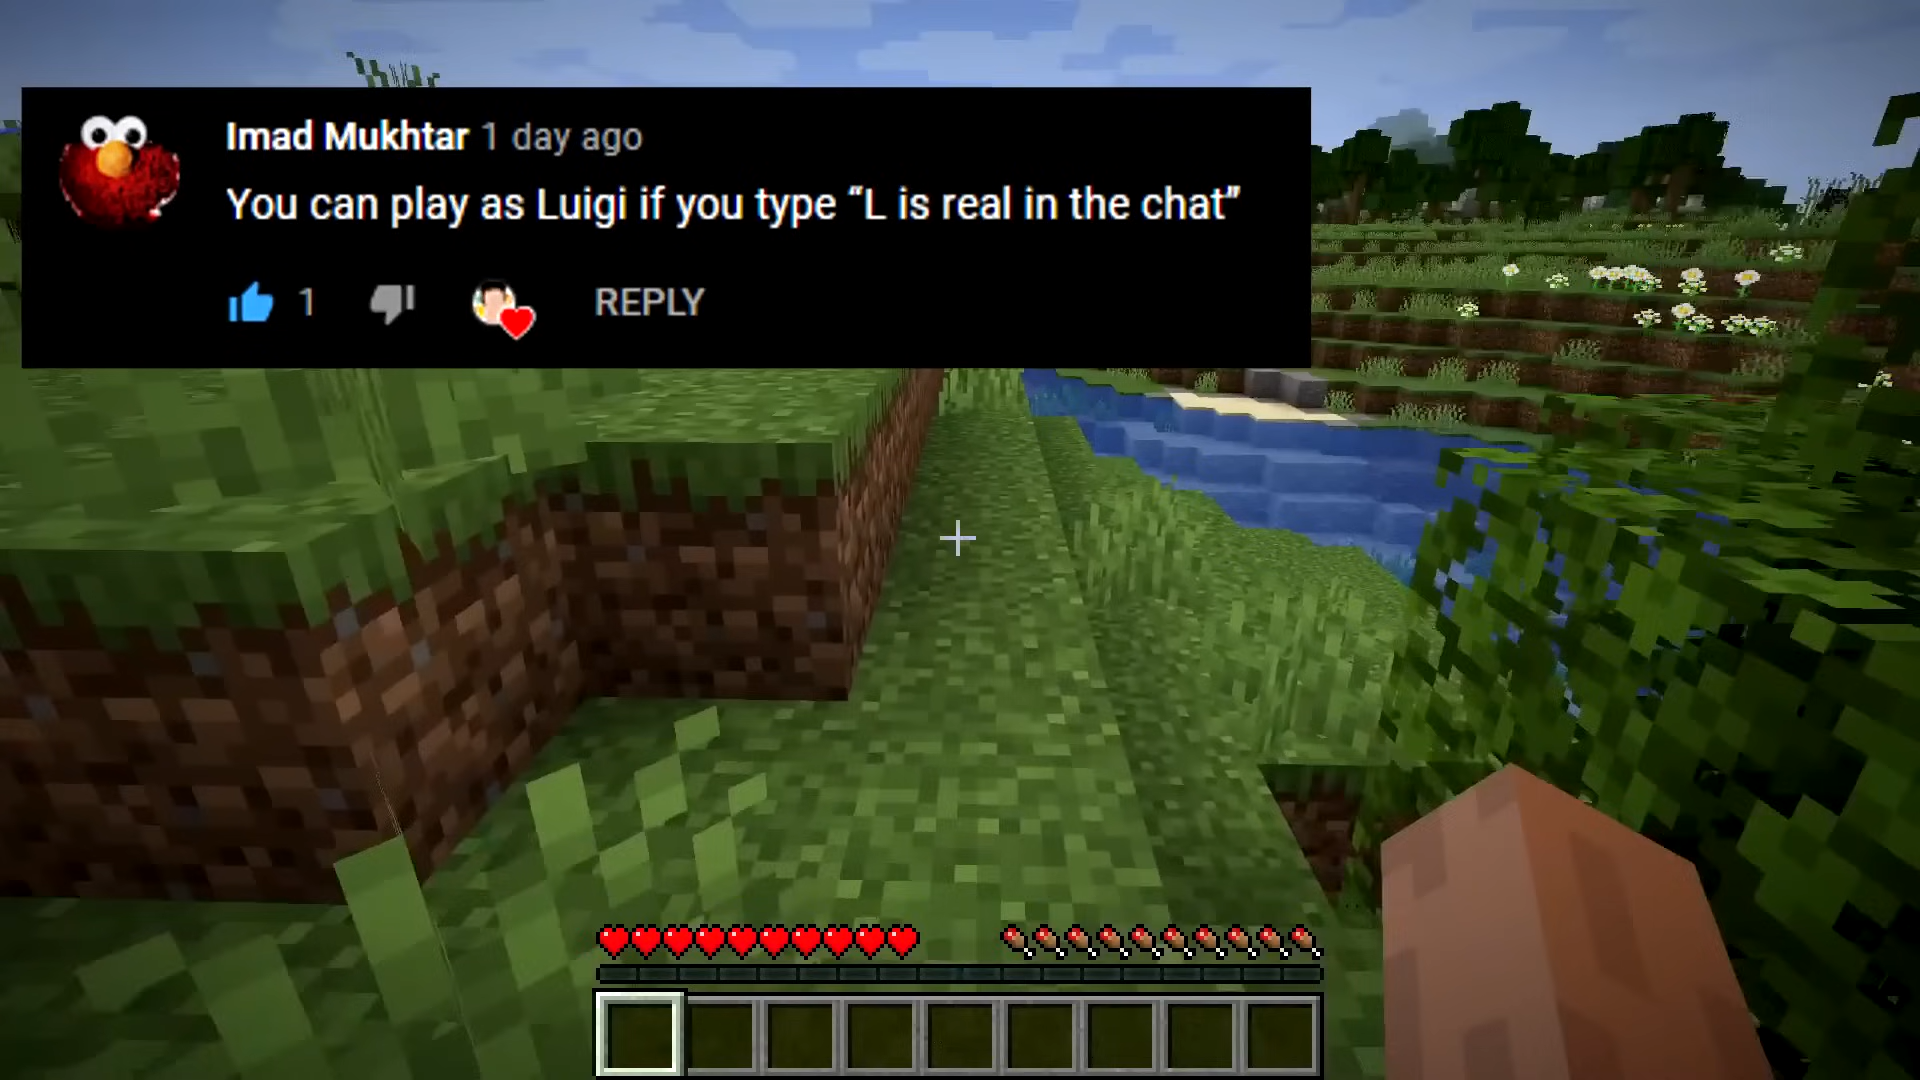 Imad Mukhtar 1 day ago
You can play as Luigi if you type “L is real in the chat”
1
REPLY